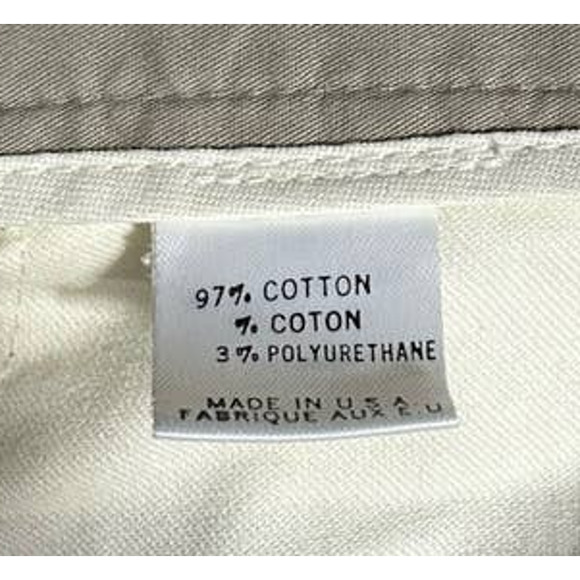 97% COTTON
% COTON
3% POLYURETHANE
MADE IN U.S.A.
FABRIQUE AUX E.U